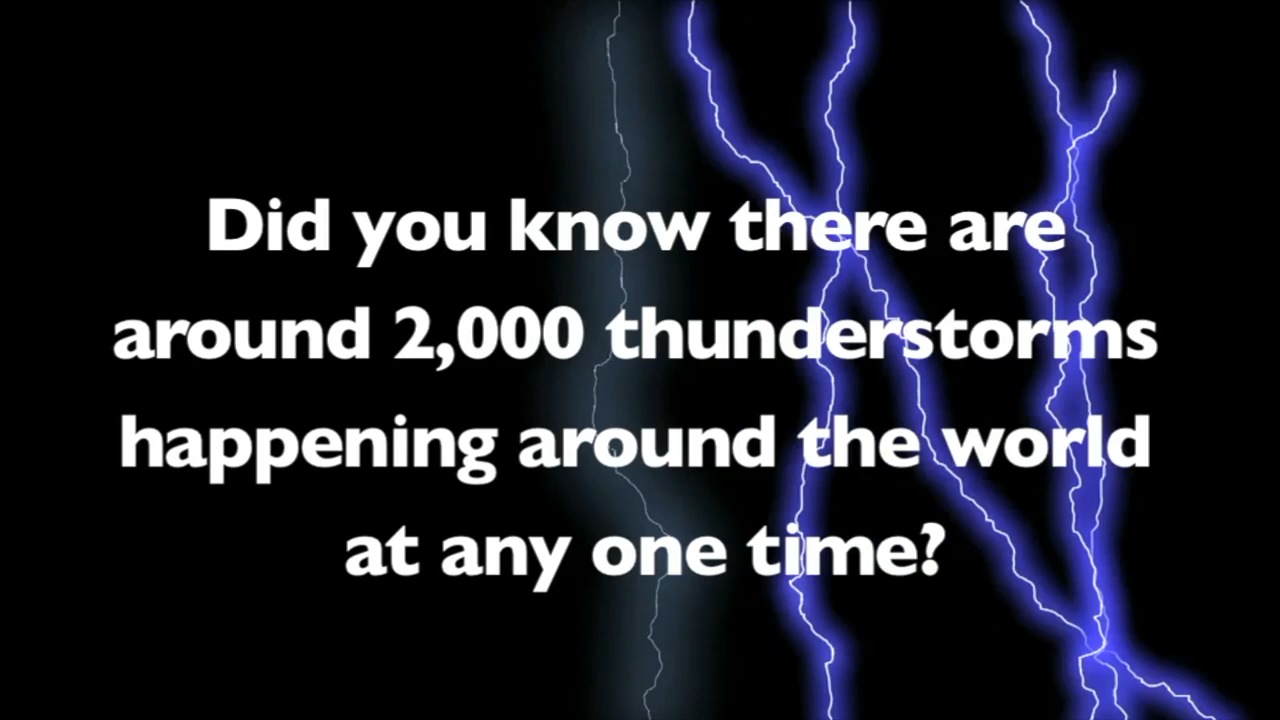 Did you know there are
around 2,000 thunderstorms
happening around the world
at any one time?